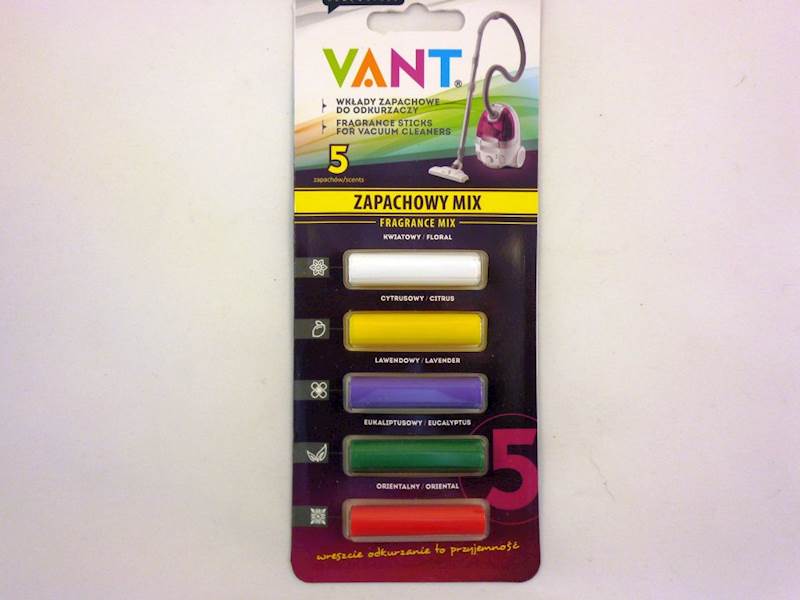 VANT®
WKŁADY ZAPACHOWE
DO ODKURZACZY
FRAGRANCE STICKS
FOR VACUUM CLEANERS
5
zapachów/scents
ZAPACHOWY MIX
FRAGRANCE MIX
KWIATOWY / FLORAL
CYTRUSOWY / CITRUS
LAWENDOWY / LAVENDER
EUKALIPTUSOWY / EUCALYPTUS
5
ORIENTALNY / ORIENTAL
wreszcie odkurzanie to przyjemność